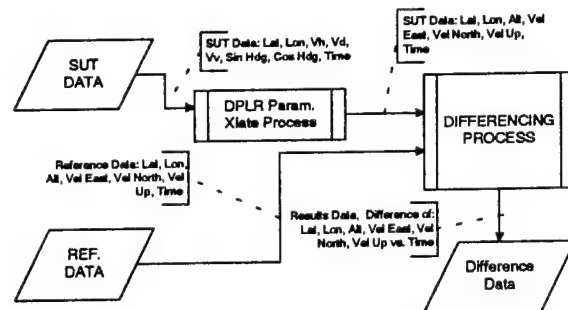 SUT
DATA
SUT Data: Lat, Lon, Vh, Vd,
Vv, Sin Hdg, Cos Hdg, Time
SUT Data: Lat, Lon, Alt, Vel
East, Vel North, Vel Up,
Time
DPLR Param.
Xlate Process
DIFFERENCING
PROCESS
Reference Data: Lat, Lon,
Alt, Vel East, Vel North, Vel
Up, Time
Results Data, Difference of:
Lat, Lon, Alt, Vel East, Vel
North, Vel Up vs. Time
REF.
DATA
Difference
Data